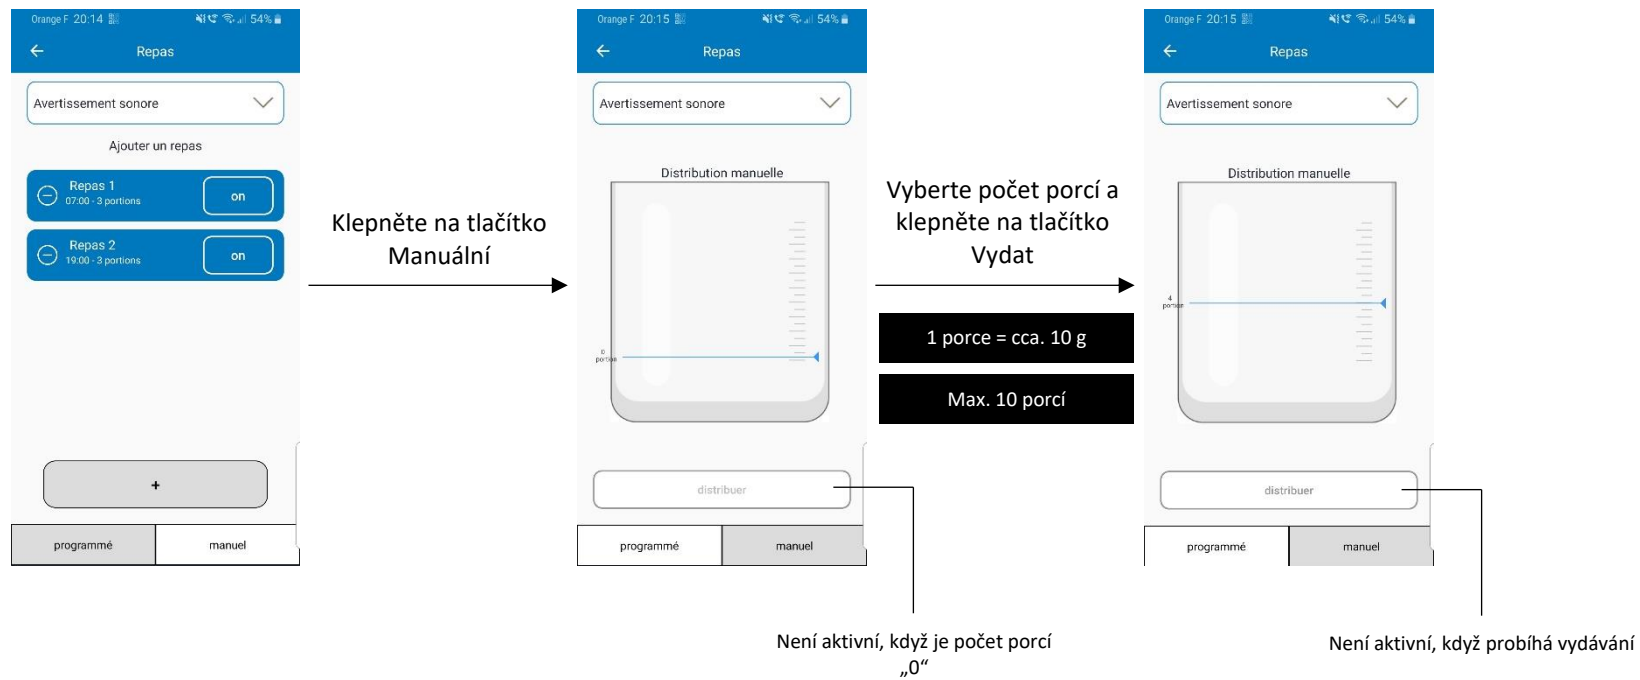 Orange F 20:14 54%
Repas
Avertissement sonore
Ajouter un repas
Repas 1
07:00 - 3 portions
on
Repas 2
19:00 - 3 portions
on
+
programmé manuel
Klepněte na tlačítko
Manuální
Orange F 20:15 54%
Repas
Avertissement sonore
Distribution manuelle
0
portion
distribuer
programmé manuel
Vyberte počet porcí a
klepněte na tlačítko
Vydat
1 porce = cca. 10 g
Max. 10 porcí
Orange F 20:15 54%
Repas
Avertissement sonore
Distribution manuelle
4
portion
distribuer
programmé manuel
Není aktivní, když je počet porcí
„0“
Není aktivní, když probíhá vydávání